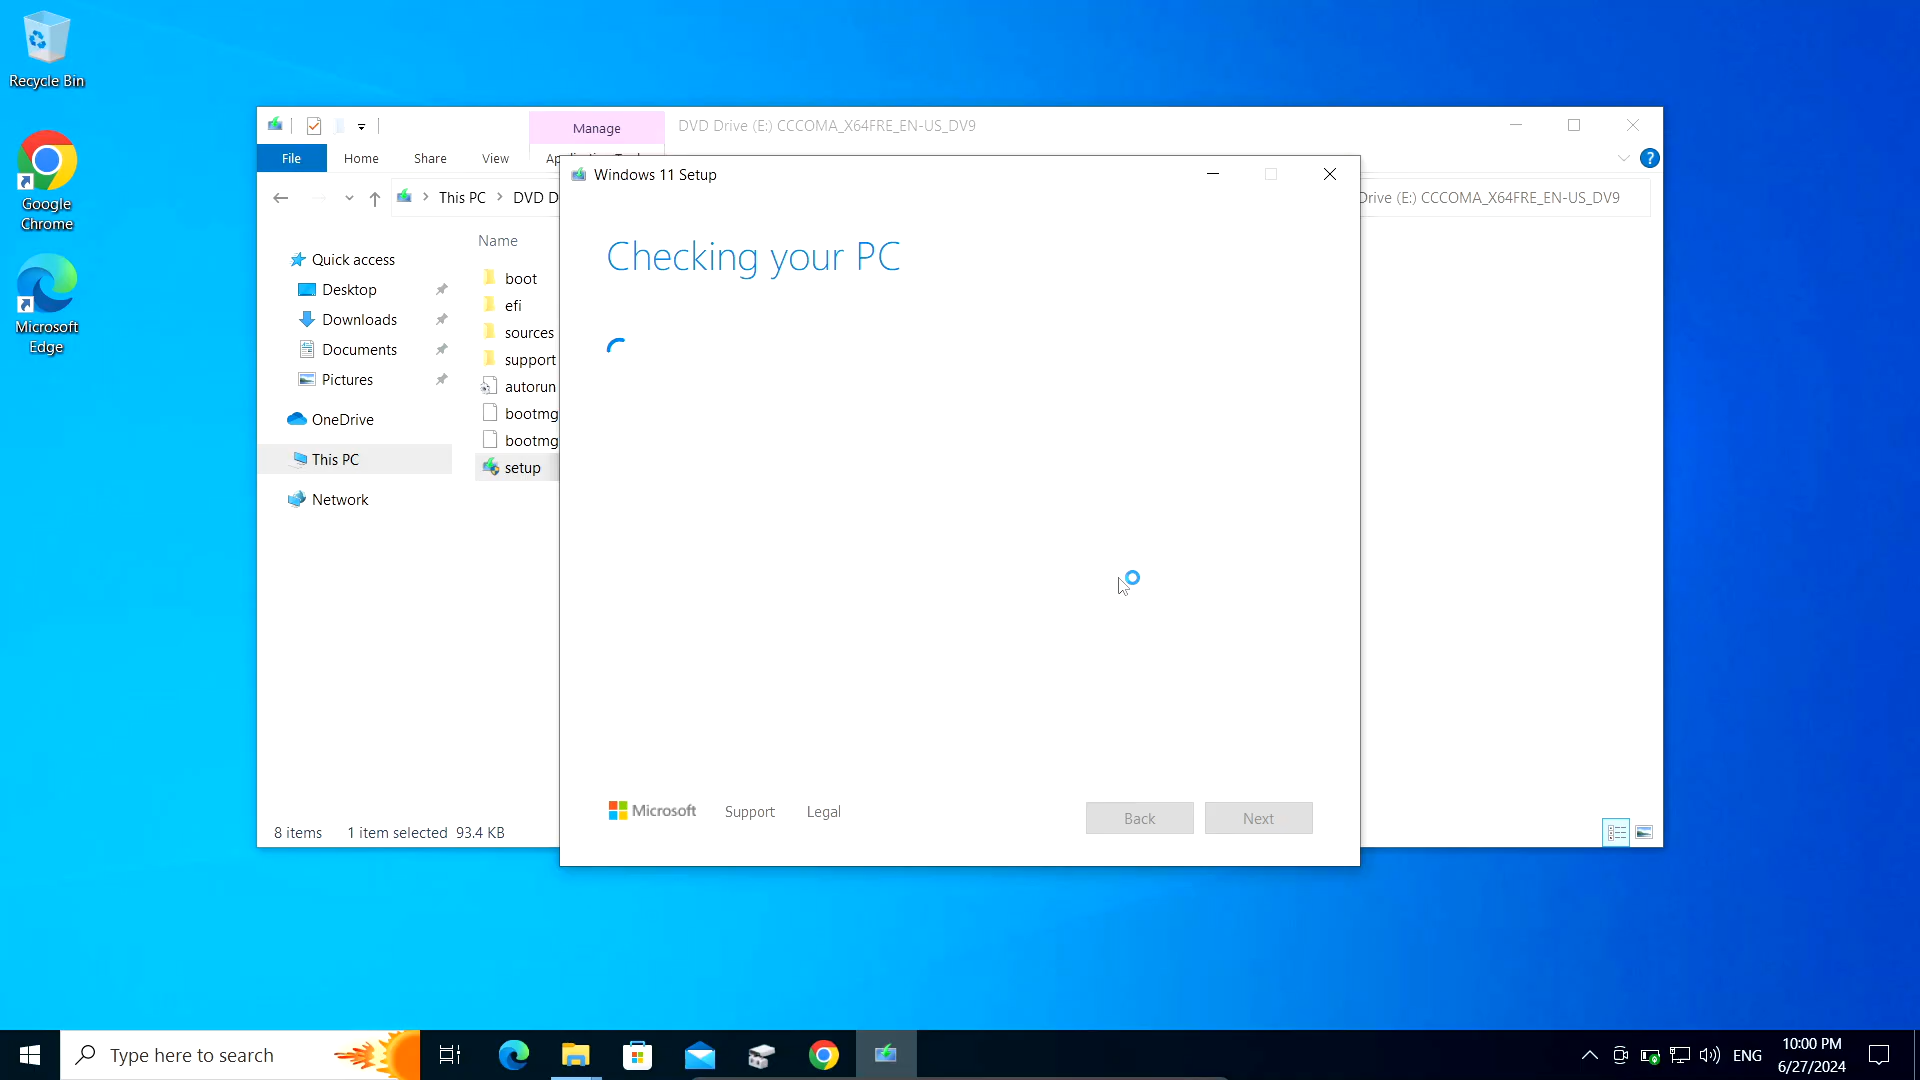 Recycle Bin
Google
Chrome
Microsoft
Edge
Manage
DVD Drive (E:) CCCOMA_X64FRE_EN-US_DV9
File
Home
Share
View
This PC
DVD D
Drive (E:) CCCOMA_X64FRE_EN-US_DV9
Quick access
Desktop
Downloads
Documents
Pictures
OneDrive
This PC
Network
Name
boot
efi
sources
support
autorun
bootmg
bootmg
setup
8 items
1 item selected 93.4 KB
Windows 11 Setup
Checking your PC
Microsoft
Support
Legal
Back
Next
Type here to search
ENG
10:00 PM
6/27/2024